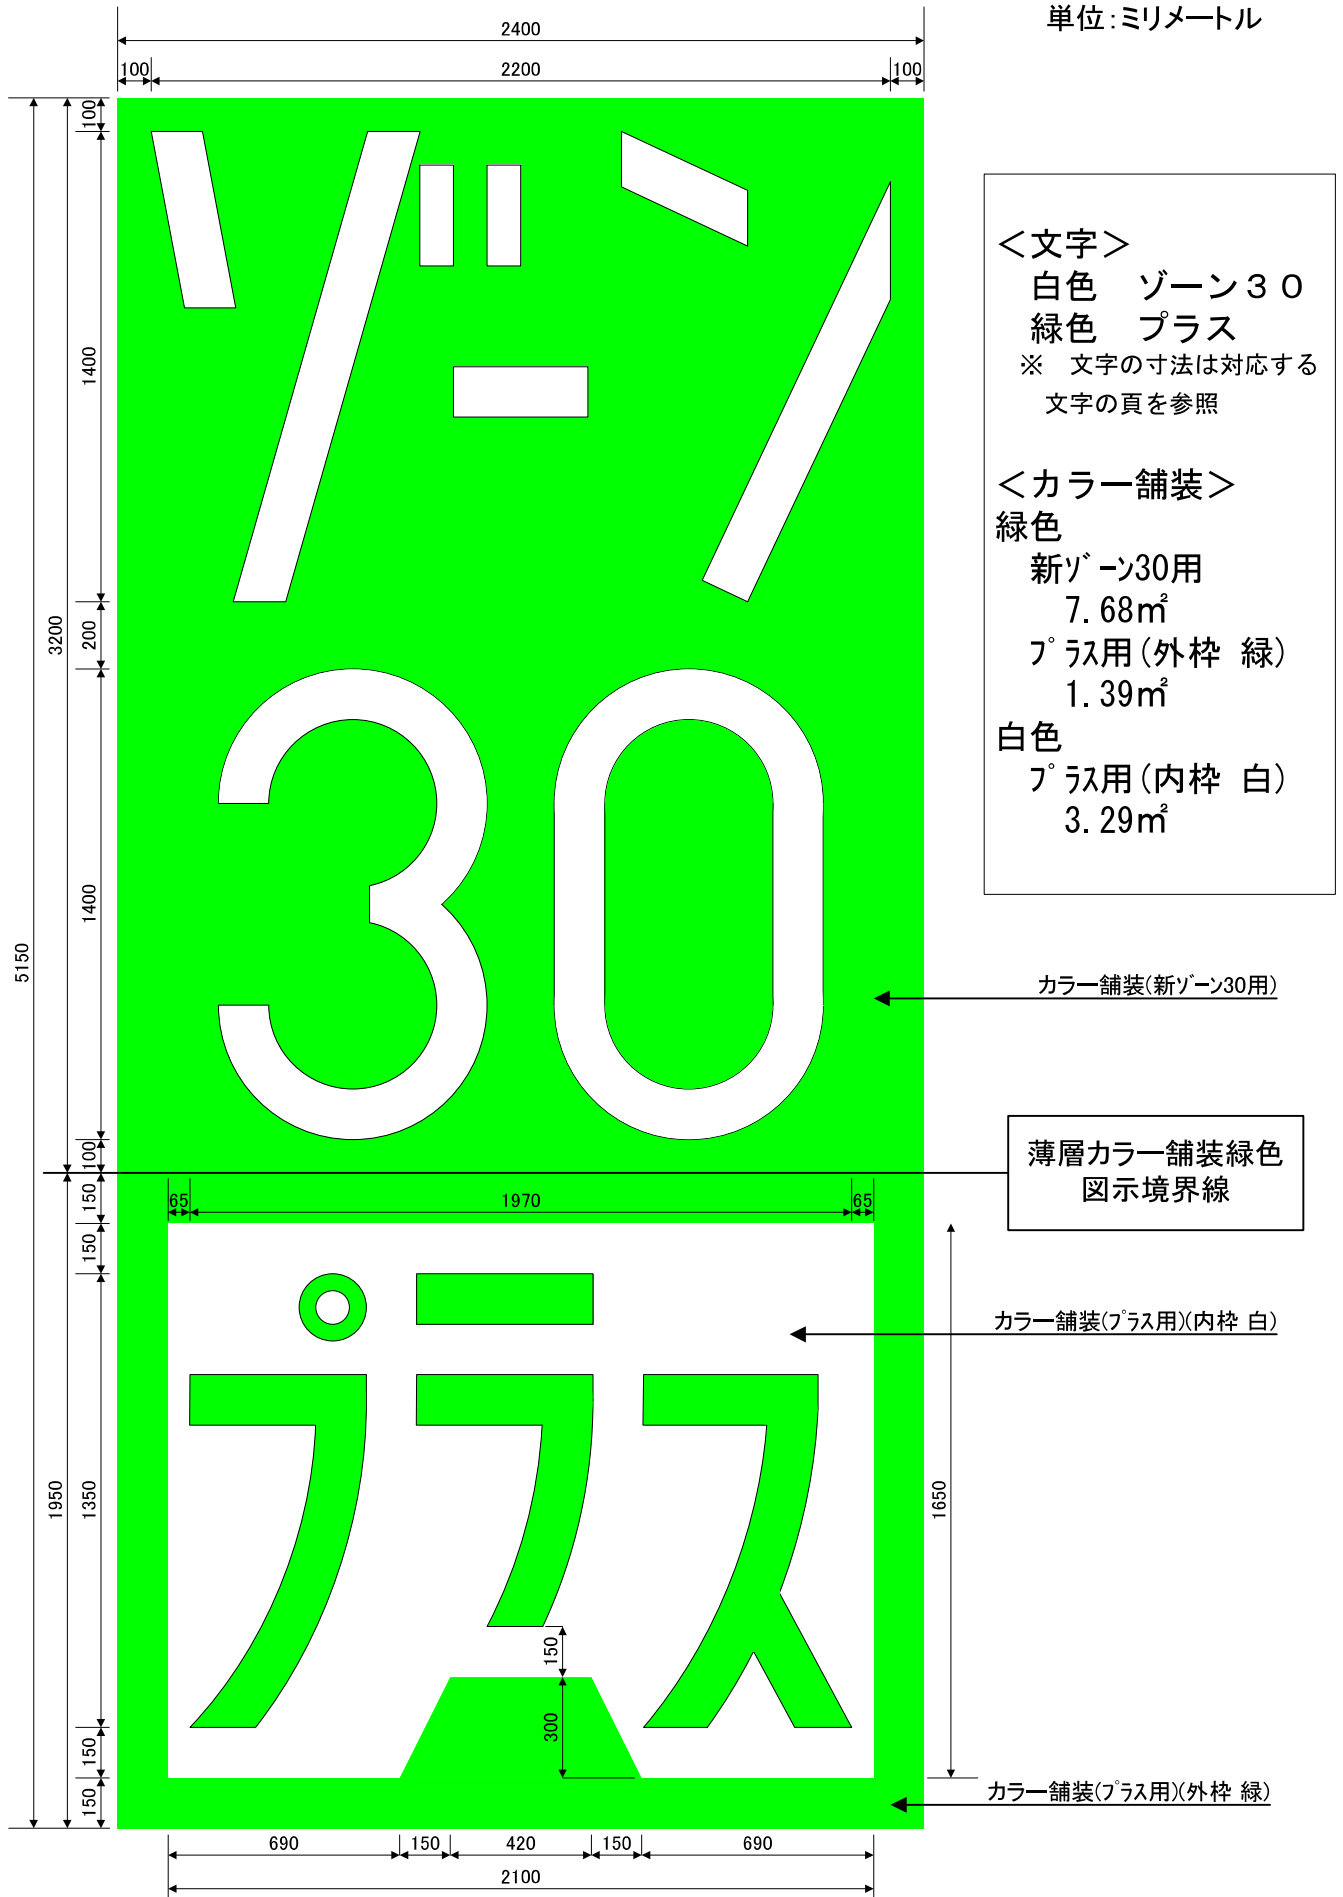 単位：ミリメートル
2400
100
2200
100
100
1400
200
1400
100
3200
5150
ゾーン
30
＜文字＞
白色　ゾーン３０
緑色　プラス
※　文字の寸法は対応する
文字の頁を参照
＜カラー舗装＞
緑色
新ｿﾞｰﾝ30用
7.68㎡
ﾌﾟﾗｽ用(外枠 緑)
1.39㎡
白色
ﾌﾟﾗｽ用(内枠 白)
3.29㎡
カラー舗装(新ｿﾞｰﾝ30用)
薄層カラー舗装緑色
図示境界線
150
150
1350
150
150
1950
65
1970
65
プラス
カラー舗装(ﾌﾟﾗｽ用)(内枠 白)
1650
150
300
カラー舗装(ﾌﾟﾗｽ用)(外枠 緑)
690
150
420
150
690
2100